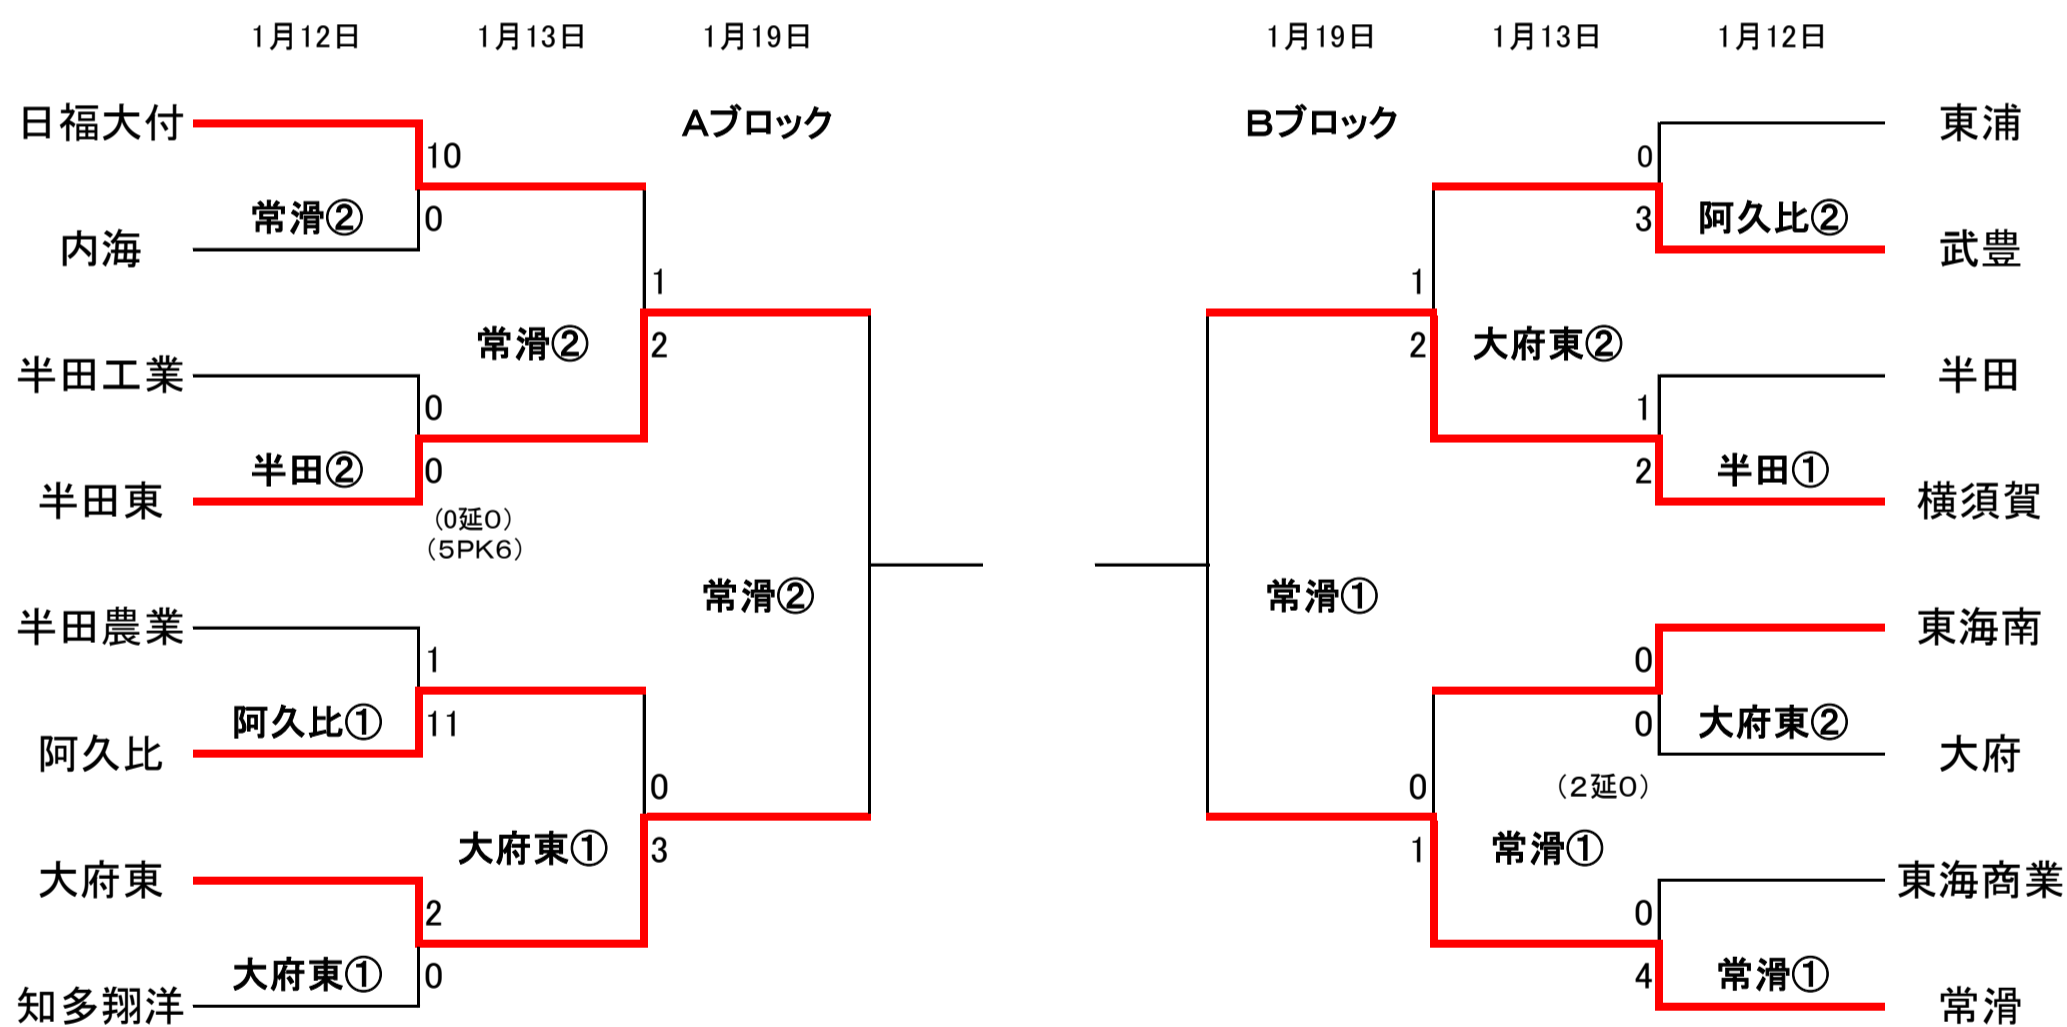 1月12日 1月13日 1月19日 1月19日 1月13日 1月12日
日福大付 Aブロック Bブロック 東浦
10 0
常滑② 0 3 阿久比②
内海 武豊
1 1
半田工業 常滑② 2 2 大府東② 半田
0 1
半田② 0 2 半田①
半田東 横須賀
(0延0)
(5PK6)
常滑② 常滑①
半田農業 東海南
1 0
阿久比① 11 0 大府東②
阿久比 大府
0 0 (2延0)
大府東① 3 1 常滑①
大府東 東海商業
2 0
大府東① 0 4 常滑①
知多翔洋 常滑